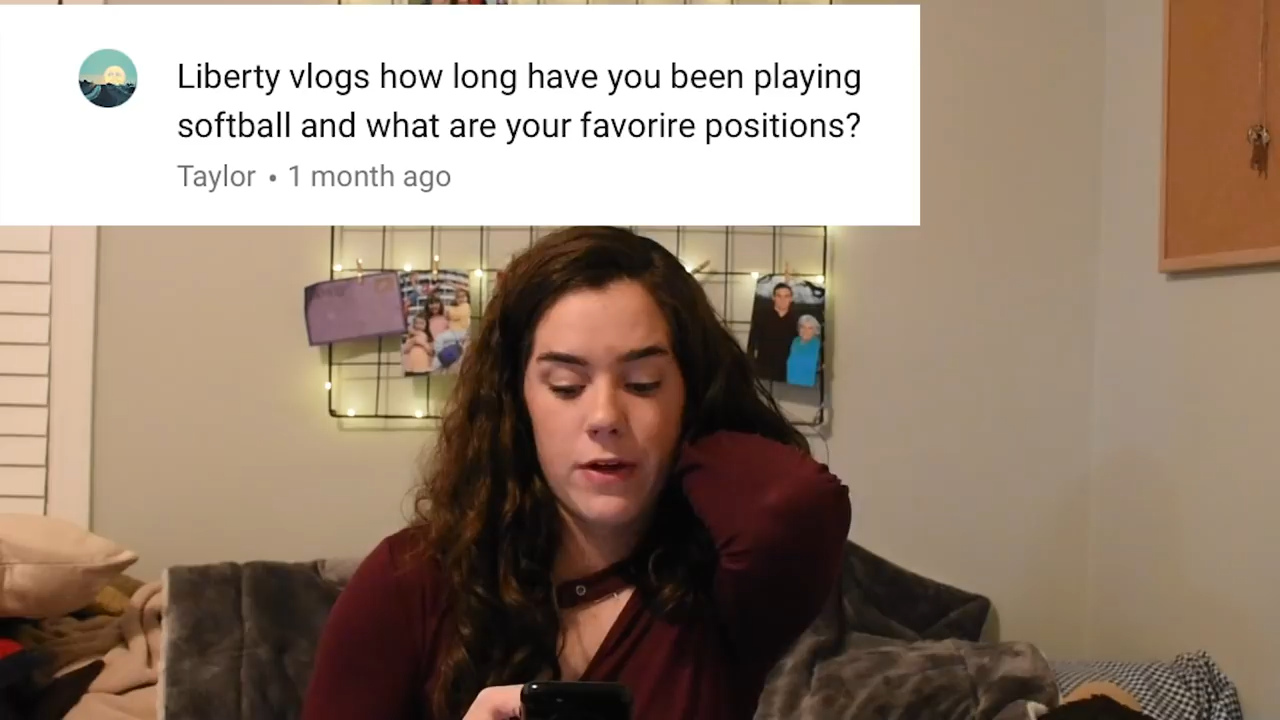 Liberty vlogs how long have you been playing
softball and what are your favorire positions?
Taylor • 1 month ago